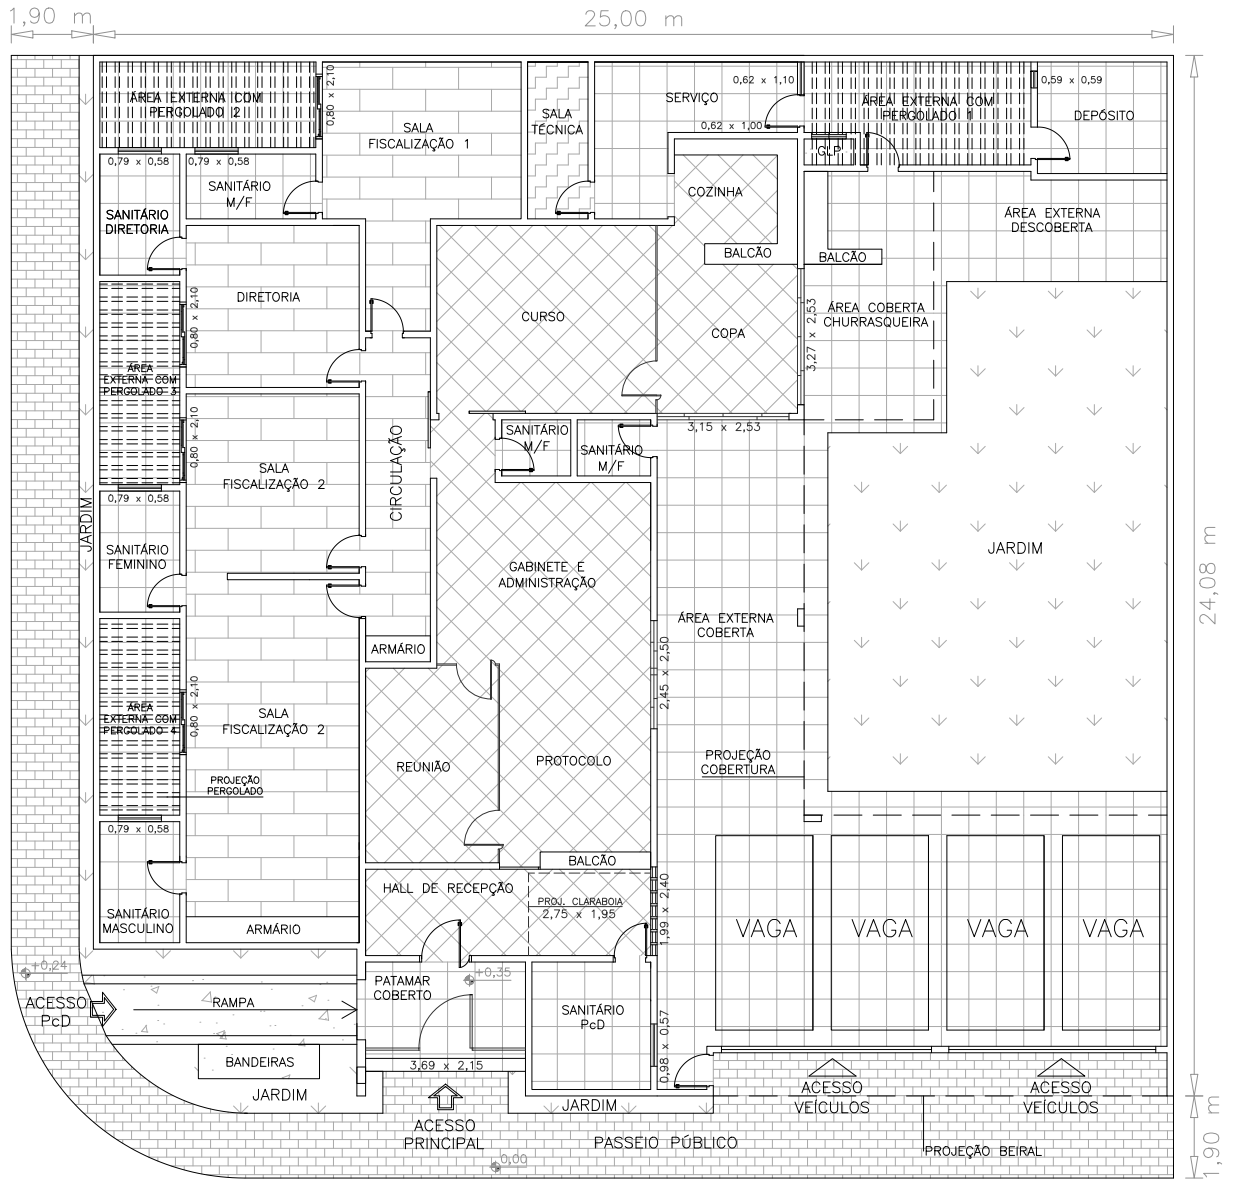 1,90 m
25,00 m
ÁREA EXTERNA COM
PERGOLADO 2
0,80 x 2,10
SALA
FISCALIZAÇÃO 1
SALA
TÉCNICA
SERVIÇO
0,62 x 1,10
0,62 x 1,00
ÁREA EXTERNA COM
PERGOLADO 1
GLP
0,59 x 0,59
DEPÓSITO
0,79 x 0,58
0,79 x 0,58
SANITÁRIO
M/F
SANITÁRIO
DIRETORIA
COZINHA
BALCÃO
BALCÃO
ÁREA EXTERNA
DESCOBERTA
DIRETORIA
0,80 x 2,10
CURSO
COPA
3,27 x 2,53
ÁREA COBERTA
CHURRASQUEIRA
ÁREA
EXTERNA COM
PERGOLADO 3
0,80 x 2,10
3,15 x 2,53
SANITÁRIO
M/F
SANITÁRIO
M/F
CIRCULAÇÃO
SALA
FISCALIZAÇÃO 2
0,79 x 0,58
JARDIM
SANITÁRIO
FEMININO
GABINETE E
ADMINISTRAÇÃO
JARDIM
24,08 m
ÁREA EXTERNA
COBERTA
ARMÁRIO
2,45 x 2,50
0,80 x 2,10
ÁREA
EXTERNA COM
PERGOLADO 4
SALA
FISCALIZAÇÃO 2
REUNIÃO
PROTOCOLO
PROJEÇÃO
COBERTURA
PROJEÇÃO
PERGOLADO
0,79 x 0,58
BALCÃO
HALL DE RECEPÇÃO
PROJ. CLARABOIA
2,75 x 1,95
1,99 x 2,40
SANITÁRIO
MASCULINO
ARMÁRIO
VAGA
VAGA
VAGA
VAGA
+0,24
+0,35
PATAMAR
COBERTO
ACESSO
PcD
RAMPA
SANITÁRIO
PcD
0,98 x 0,57
BANDEIRAS
3,69 x 2,15
JARDIM
JARDIM
ACESSO
VEÍCULOS
ACESSO
VEÍCULOS
ACESSO
PRINCIPAL
PASSEIO PÚBLICO
PROJEÇÃO BEIRAL
0,00
1,90 m